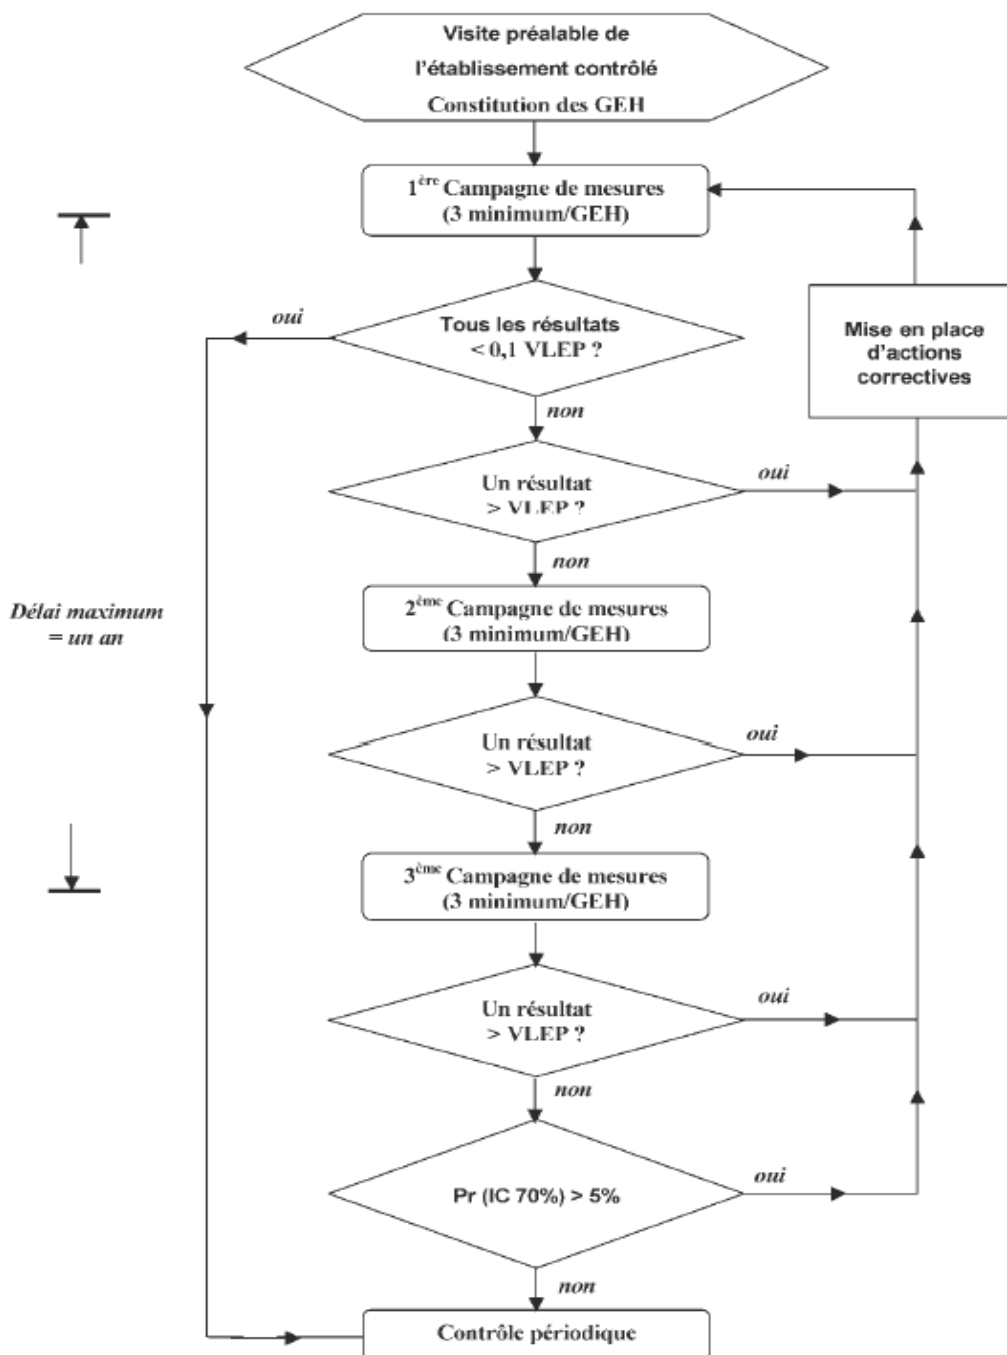 Visite préalable de
l'établissement contrôlé
Constitution des GEH
1ère Campagne de mesures
(3 minimum/GEH)
oui
Tous les résultats
< 0,1 VLEP ?
Mise en place
d'actions
correctives
non
Un résultat
> VLEP ?
oui
non
Délai maximum
= un an
2ème Campagne de mesures
(3 minimum/GEH)
Un résultat
> VLEP ?
oui
non
3ème Campagne de mesures
(3 minimum/GEH)
Un résultat
> VLEP ?
oui
non
Pr (IC 70%) > 5%
oui
non
Contrôle périodique